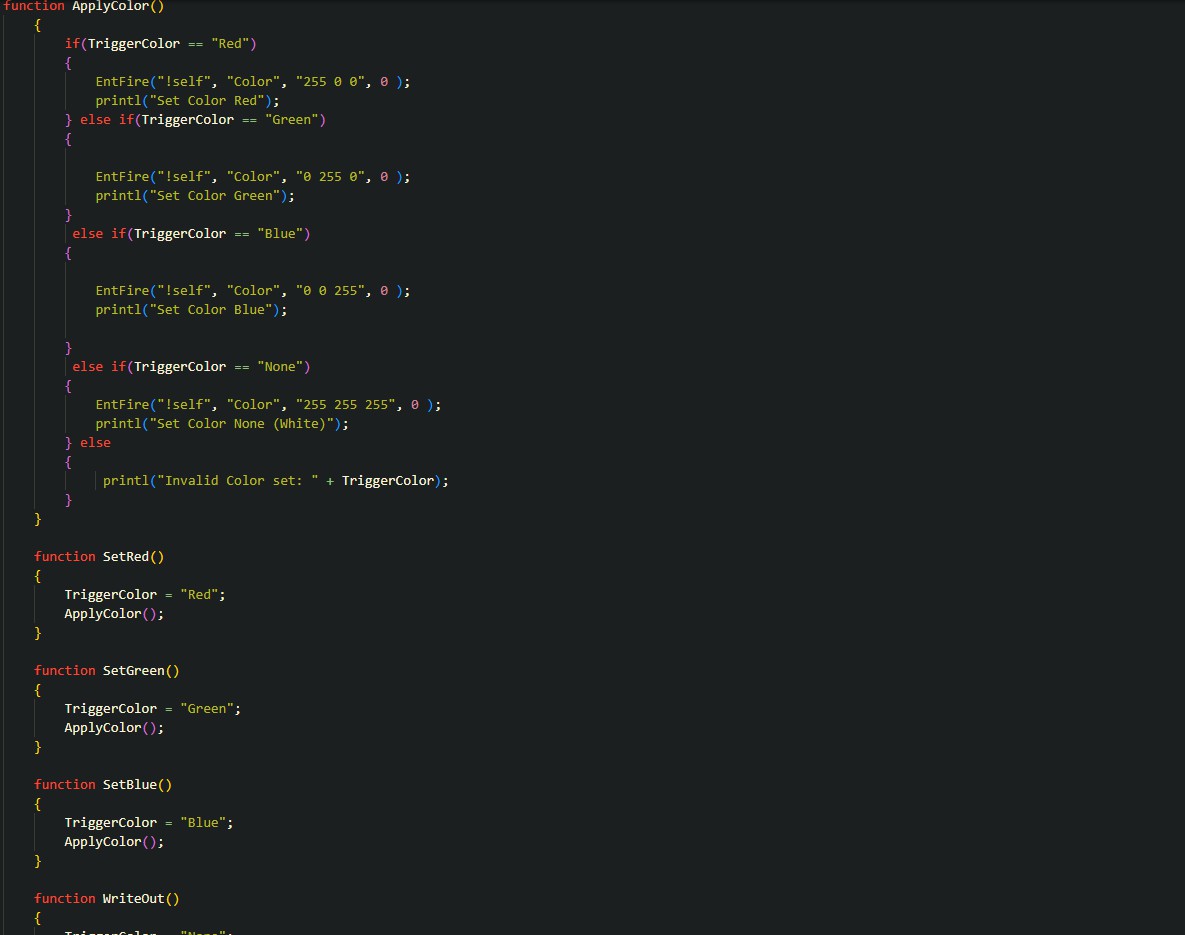 function ApplyColor()
{
if(TriggerColor == "Red")
{
EntFire("!self", "Color", "255 0 0", 0 );
printl("Set Color Red");
} else if(TriggerColor == "Green")
{
EntFire("!self", "Color", "0 255 0", 0 );
printl("Set Color Green");
}
else if(TriggerColor == "Blue")
{
EntFire("!self", "Color", "0 0 255", 0 );
printl("Set Color Blue");
}
else if(TriggerColor == "None")
{
EntFire("!self", "Color", "255 255 255", 0 );
printl("Set Color None (White)");
} else
{
printl("Invalid Color set: " + TriggerColor);
}
}
function SetRed()
{
TriggerColor = "Red";
ApplyColor();
}
function SetGreen()
{
TriggerColor = "Green";
ApplyColor();
}
function SetBlue()
{
TriggerColor = "Blue";
ApplyColor();
}
function WriteOut()
{
TriggerColor = "None";